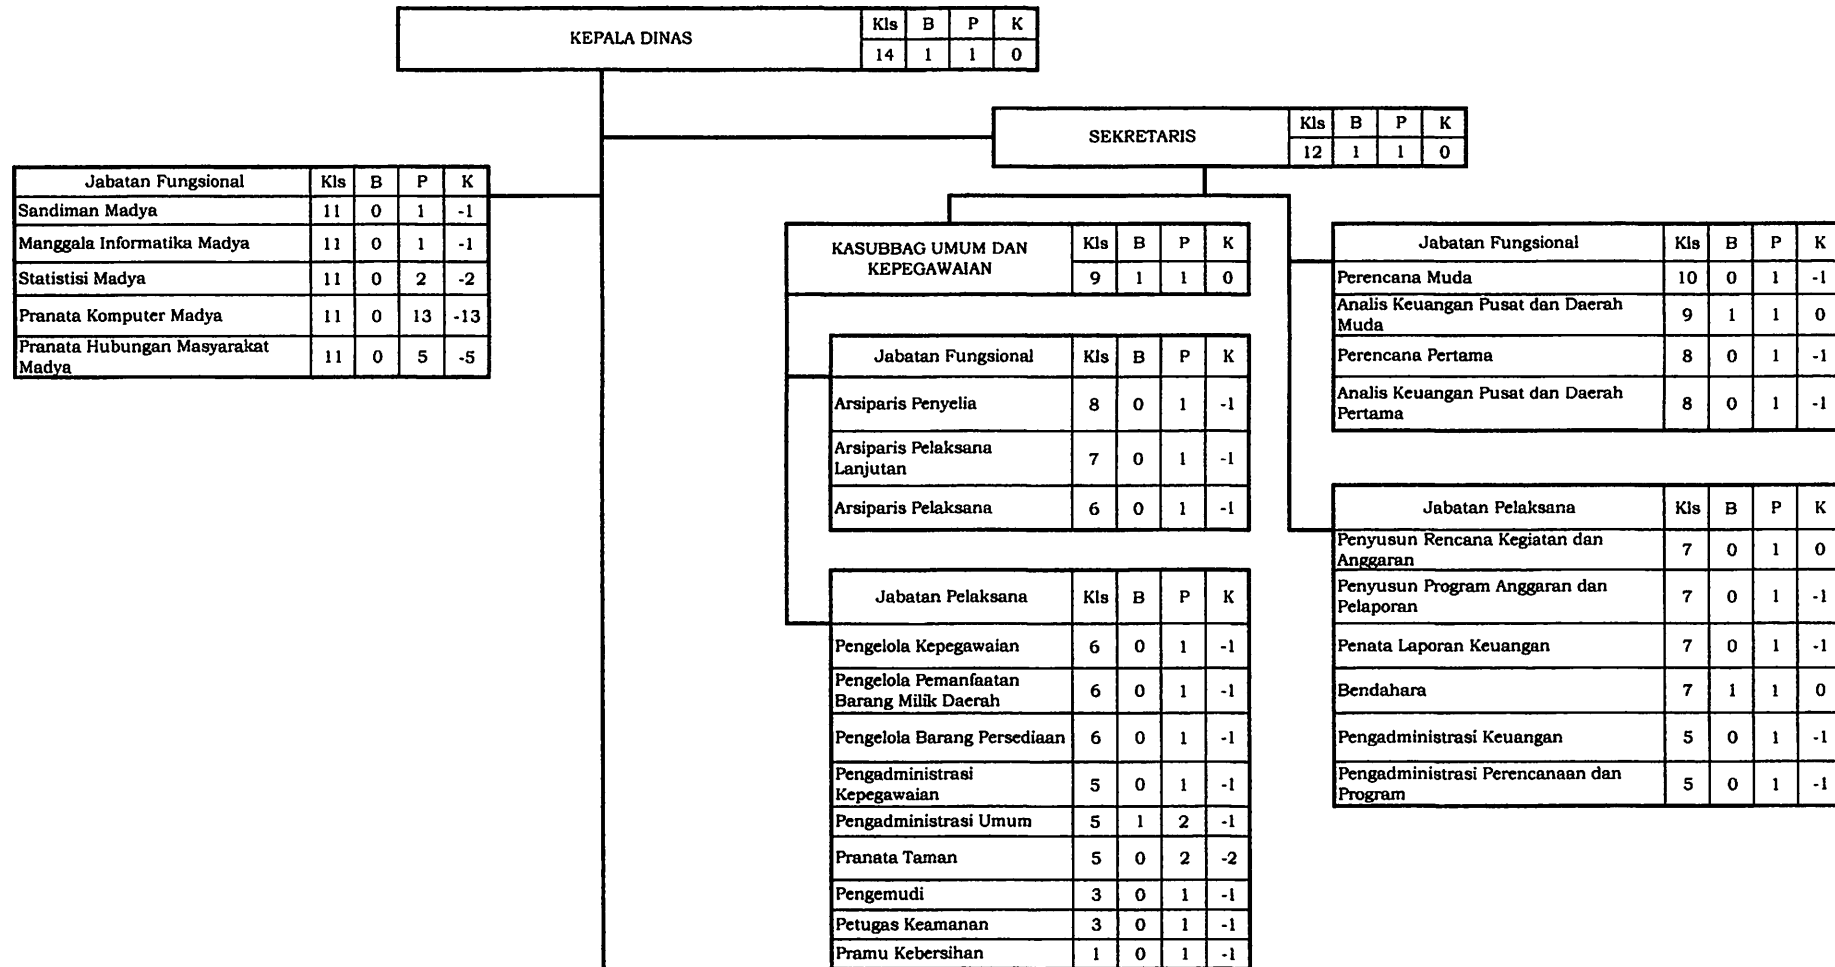 KEPALA DINAS Kls B P K
14 1 1 0
SEKRETARIS Kls B P K
12 1 1 0
Jabatan Fungsional Kls B P K
Sandiman Madya 11 0 1 -1
Manggala Informatika Madya 11 0 1 -1
Statistisi Madya 11 0 2 -2
Pranata Komputer Madya 11 0 13 -13
Pranata Hubungan Masyarakat
Madya 11 0 5 -5
KASUBBAG UMUM DAN
KEPEGAWAIAN
Kls B P K
9 1 1 0
Jabatan Fungsional Kls B P K
Arsiparis Penyelia 8 0 1 -1
Arsiparis Pelaksana
Lanjutan 7 0 1 -1
Arsiparis Pelaksana 6 0 1 -1
Jabatan Pelaksana Kls B P K
Pengelola Kepegawaian 6 0 1 -1
Pengelola Pemanfaatan
Barang Milik Daerah 6 0 1 -1
Pengelola Barang Persediaan 6 0 1 -1
Pengadministrasi
Kepegawaian 5 0 1 -1
Pengadministrasi Umum 5 1 2 -1
Pranata Taman 5 0 2 -2
Pengemudi 3 0 1 -1
Petugas Keamanan 3 0 1 -1
Pramu Kebersihan 1 0 1 -1
Jabatan Fungsional Kls B P K
Perencana Muda 10 0 1 -1
Analis Keuangan Pusat dan Daerah
Muda 9 1 1 0
Perencana Pertama 8 0 1 -1
Analis Keuangan Pusat dan Daerah
Pertama 8 0 1 -1
Jabatan Pelaksana Kls B P K
Penyusun Rencana Kegiatan dan
Anggaran 7 0 1 0
Penyusun Program Anggaran dan
Pelaporan 7 0 1 -1
Penata Laporan Keuangan 7 0 1 -1
Bendahara 7 1 1 0
Pengadministrasi Keuangan 5 0 1 -1
Pengadministrasi Perencanaan dan
Program 5 0 1 -1